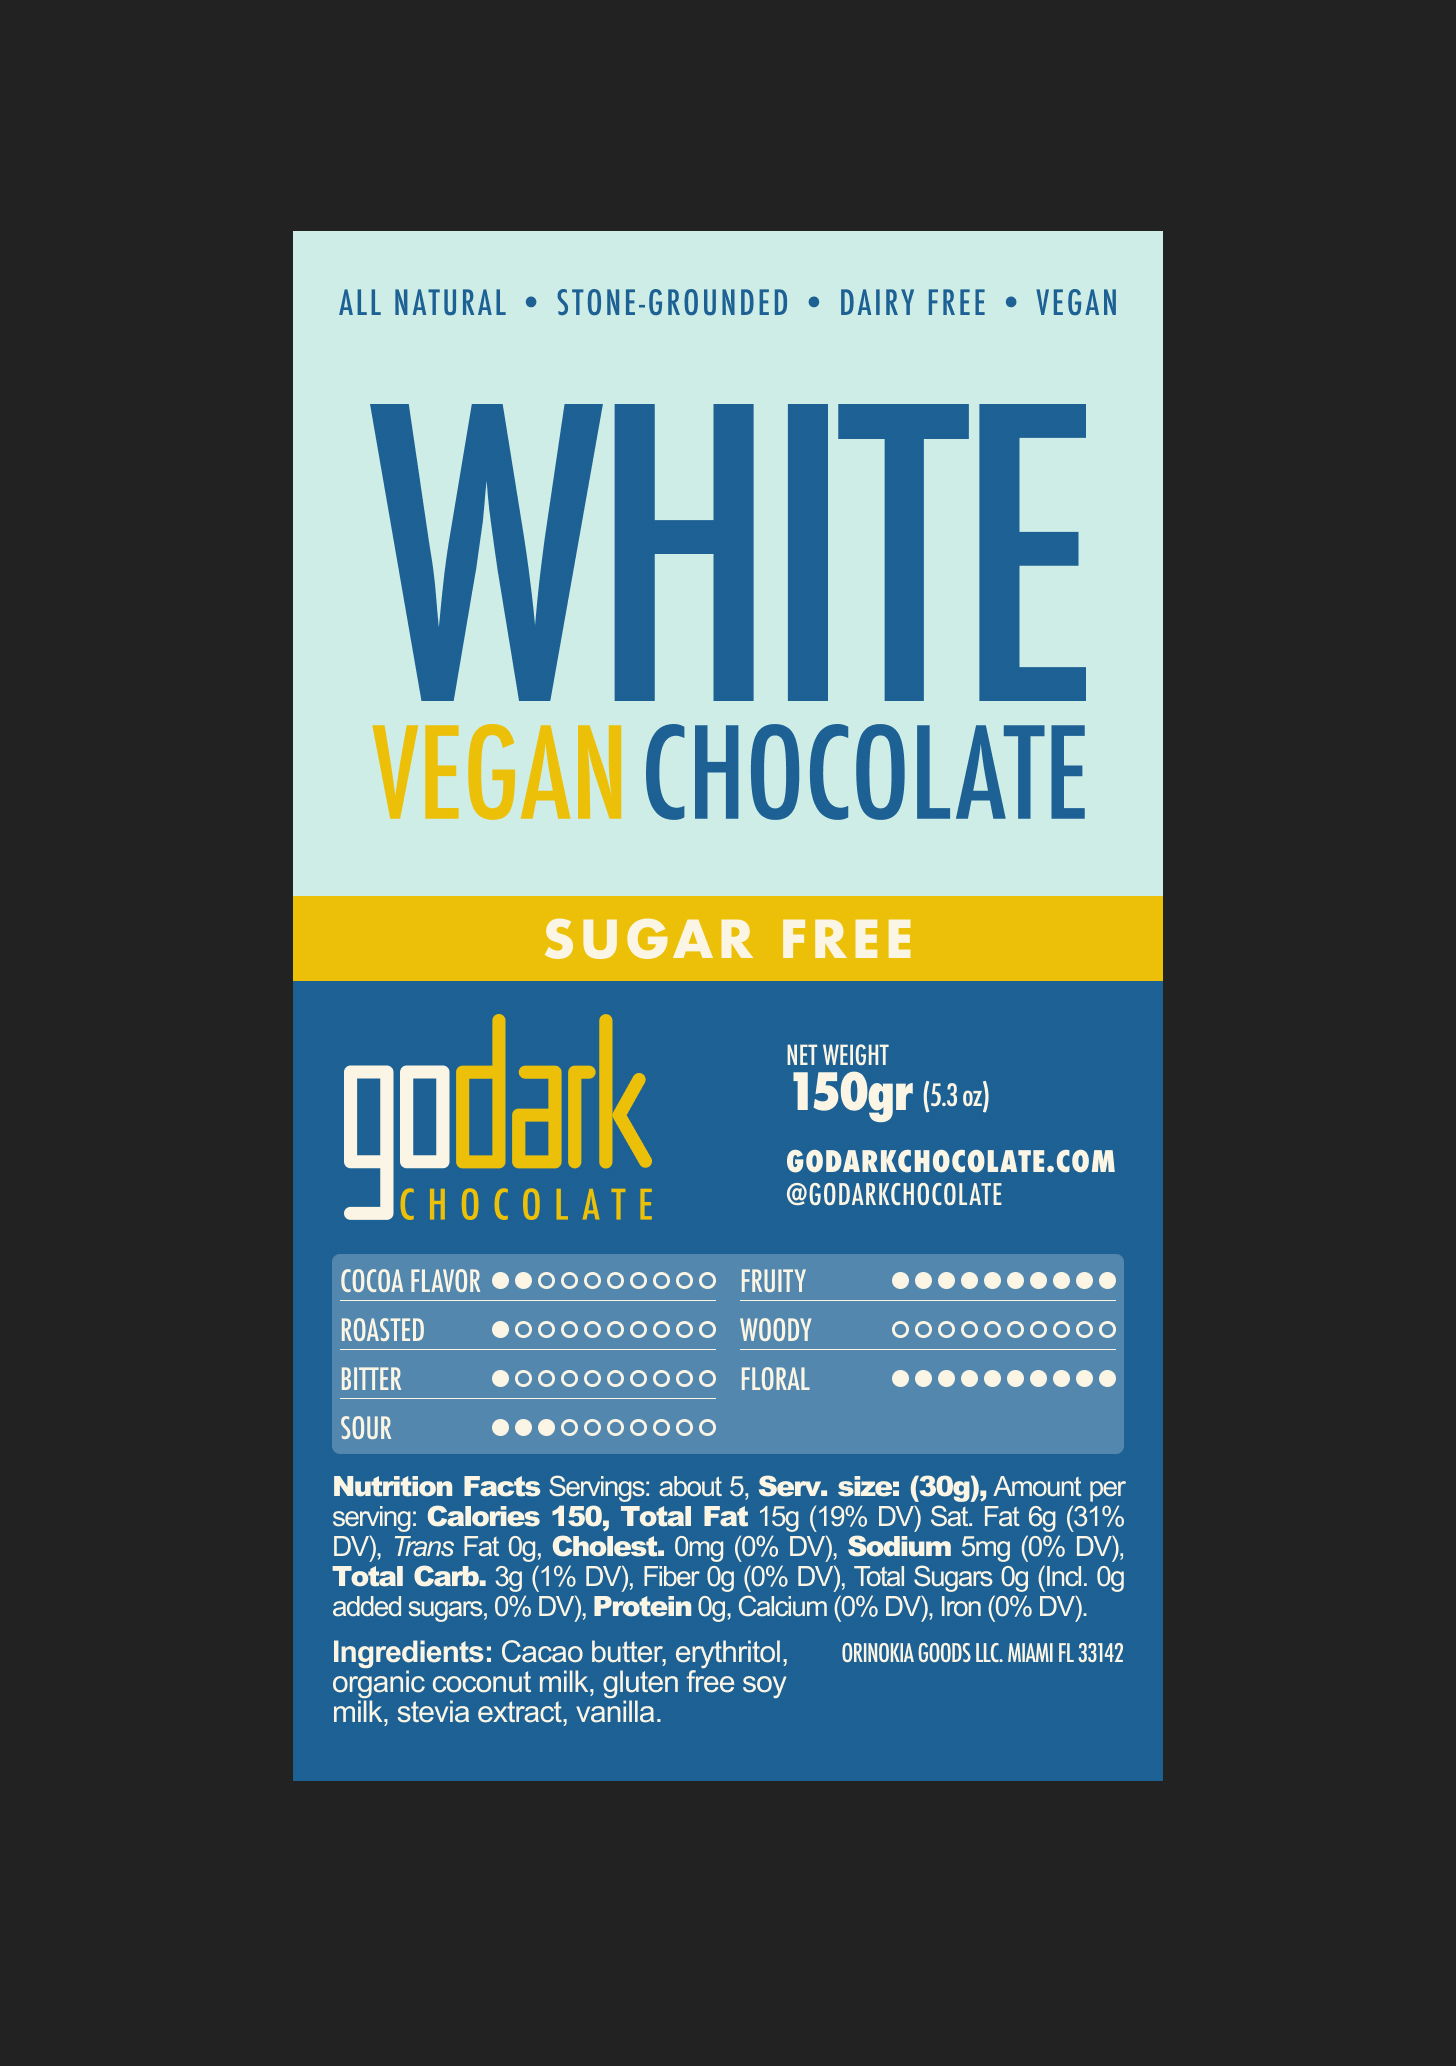 ALL NATURAL • STONE-GROUNDED • DAIRY FREE • VEGAN
WHITE
VEGAN CHOCOLATE
SUGAR FREE
godark
CHOCOLATE
NET WEIGHT
150gr (5.3 oz)
GODARKCHOCOLATE.COM
@GODARKCHOCOLATE
COCOA FLAVOR
ROASTED
BITTER
SOUR
FRUITY
WOODY
FLORAL
Nutrition Facts Servings: about 5, Serv. size: (30g), Amount per
serving: Calories 150, Total Fat 15g (19% DV) Sat. Fat 6g (31%
DV), Trans Fat 0g, Cholest. 0mg (0% DV), Sodium 5mg (0% DV),
Total Carb. 3g (1% DV), Fiber 0g (0% DV), Total Sugars 0g (Incl. 0g
added sugars, 0% DV), Protein 0g, Calcium (0% DV), Iron (0% DV).
Ingredients: Cacao butter, erythritol,
organic coconut milk, gluten free soy
milk, stevia extract, vanilla.
ORINOKIA GOODS LLC. MIAMI FL 33142